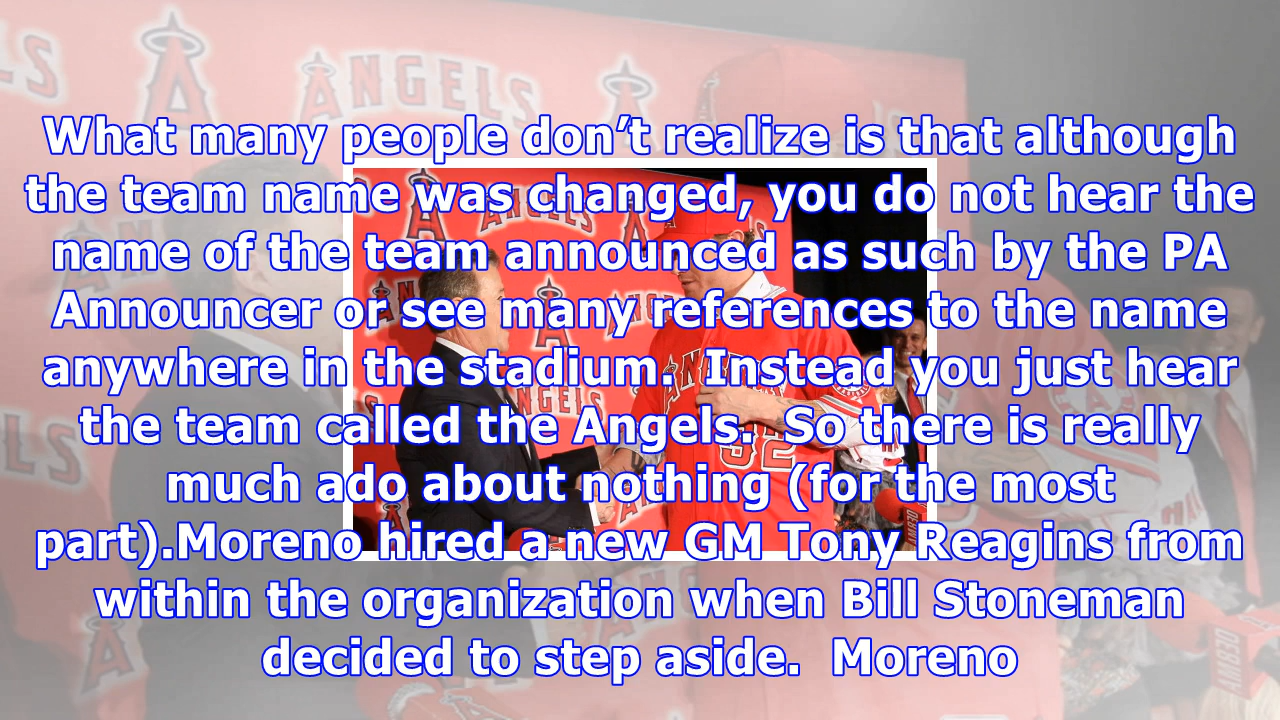 What many people don’t realize is that although
the team name was changed, you do not hear the
name of the team announced as such by the PA
Announcer or see many references to the name
anywhere in the stadium.  Instead you just hear
the team called the Angels.  So there is really
much ado about nothing (for the most
part).Moreno hired a new GM Tony Reagins from
within the organization when Bill Stoneman
decided to step aside.  Moreno
ANGELS
ANGELS
ANGELS
32